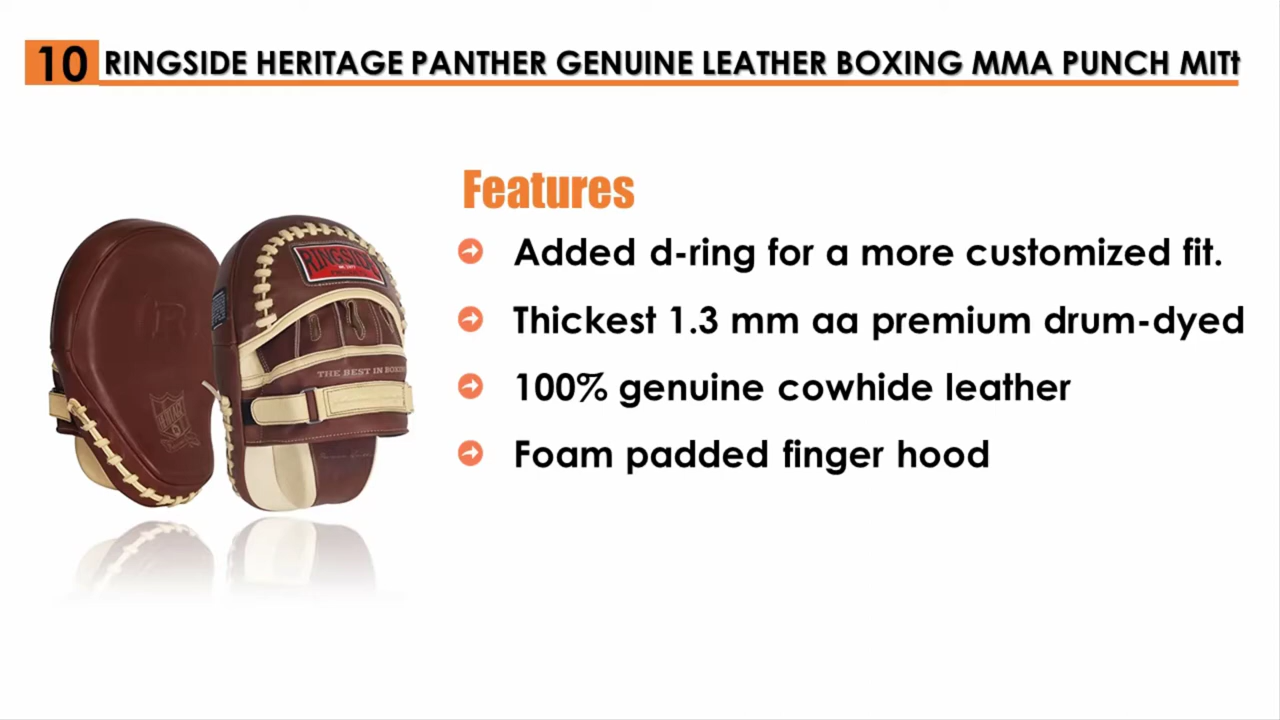 10 RINGSIDE HERITAGE PANTHER GENUINE LEATHER BOXING MMA PUNCH MITt
Features
Added d-ring for a more customized fit.
Thickest 1.3 mm aa premium drum-dyed
100% genuine cowhide leather
Foam padded finger hood
RINGSIDE
THE BEST IN BOXING
R